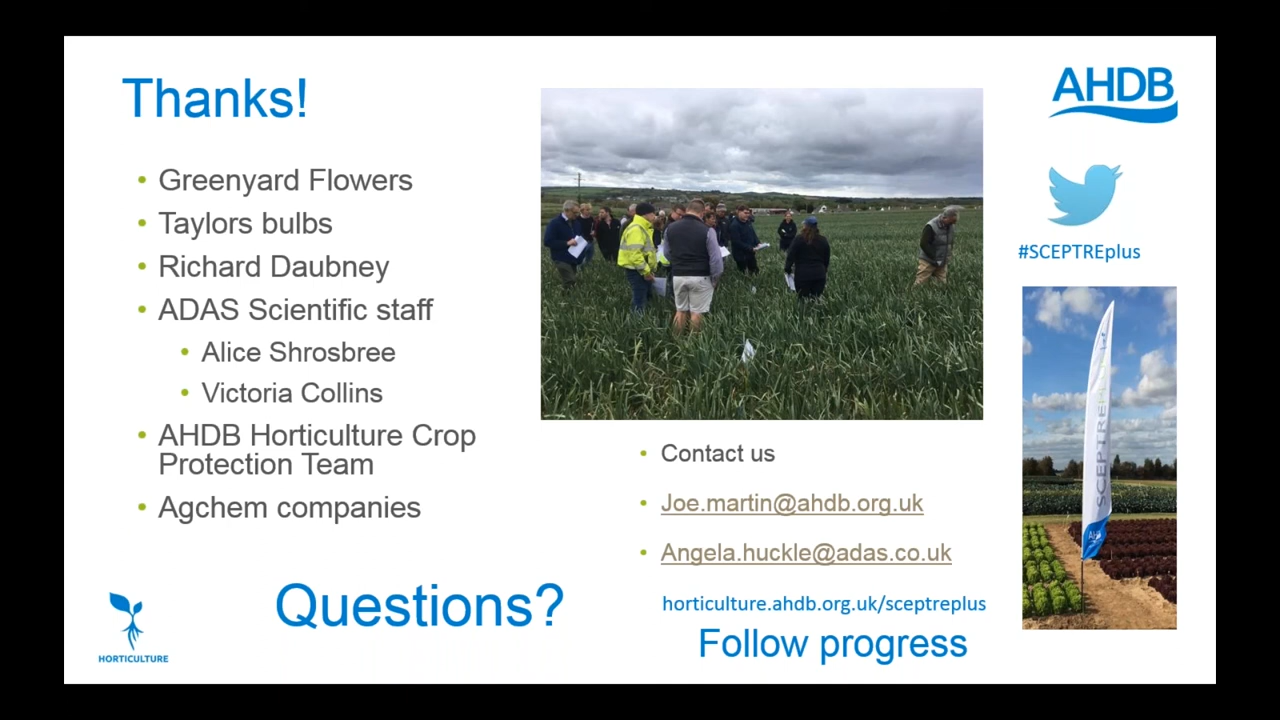 Thanks!
Greenyard Flowers
Taylors bulbs
Richard Daubney
ADAS Scientific staff
Alice Shrosbree
Victoria Collins
AHDB Horticulture Crop
Protection Team
Agchem companies
Questions?
HORTICULTURE
Contact us
Joe.martin@ahdb.org.uk
Angela.huckle@adas.co.uk
horticulture.ahdb.org.uk/sceptreplus
Follow progress
AHDB
#SCEPTREplus
SCEPTRE
AHDB